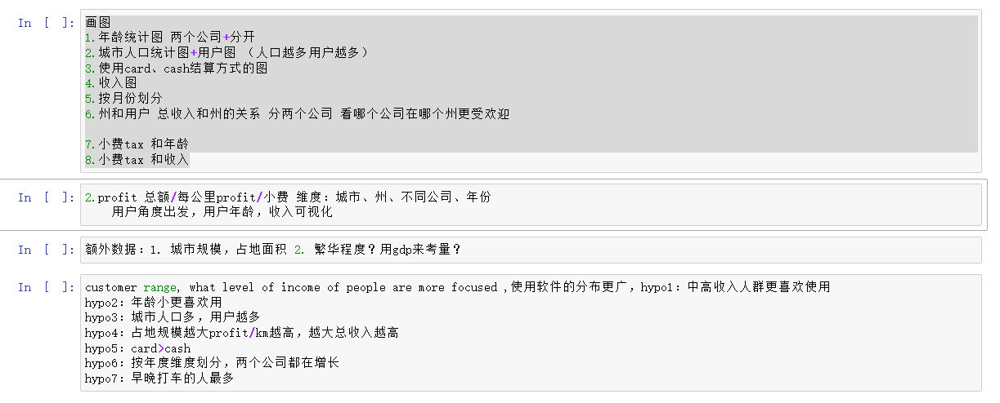 In [ ]: 画图
1.年龄统计图 两个公司+分开
2.城市人口统计图+用户图 （人口越多用户越多）
3.使用card、cash结算方式的图
4.收入图
5.按月份划分
6.州和用户 总收入和州的关系 分两个公司 看哪个公司在哪个州更受欢迎
7.小费tax 和年龄
8.小费tax 和收入
In [ ]: 2.profit 总额/每公里profit/小费 维度：城市、州、不同公司、年份
用户角度出发，用户年龄，收入可视化
In [ ]: 额外数据：1. 城市规模，占地面积 2. 繁华程度？用gdp来考量？
In [ ]: customer range, what level of income of people are more focused ,使用软件的分布更广，hypo1：中高收入人群更喜欢使用
hypo2：年龄小更喜欢用
hypo3：城市人口多，用户越多
hypo4：占地规模越大profit/km越高，越大总收入越高
hypo5：card>cash
hypo6：按年度维度划分，两个公司都在增长
hypo7：早晚打车的人最多